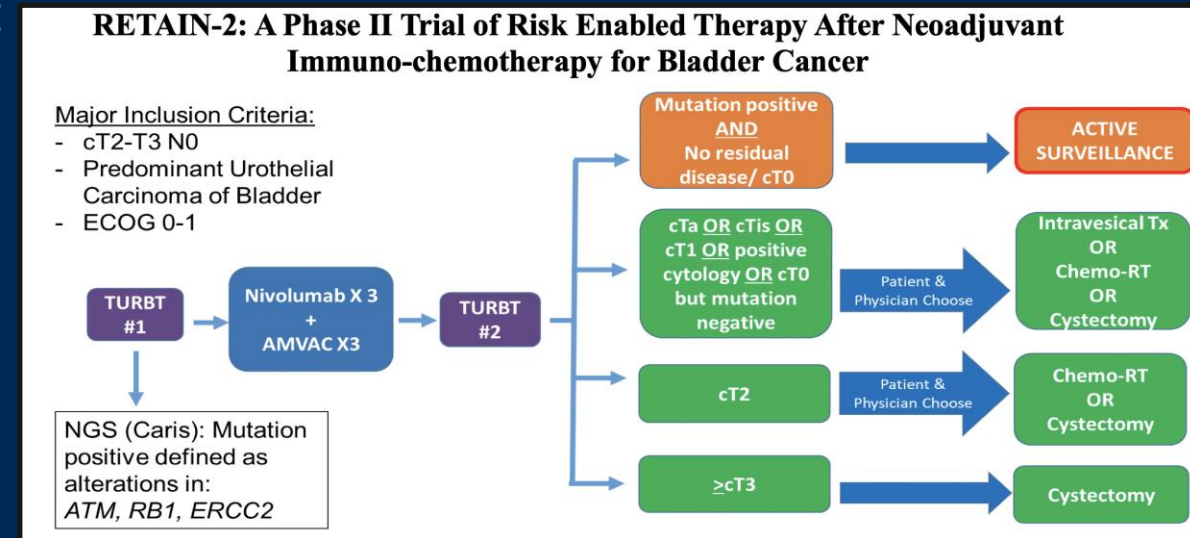 RETAIN-2: A Phase II Trial of Risk Enabled Therapy After Neoadjuvant
Immuno-chemotherapy for Bladder Cancer
Major Inclusion Criteria:
- cT2-T3 N0
- Predominant Urothelial
Carcinoma of Bladder
- ECOG 0-1
TURBT
#1
Nivolumab X 3
+
AMVAC X3
TURBT
#2
NGS (Caris): Mutation
positive defined as
alterations in:
ATM, RB1, ERCC2
Mutation positive
AND
No residual
disease/ cT0
ACTIVE
SURVEILLANCE
cTa OR cTis OR
cT1 OR positive
cytology OR cT0
but mutation
negative
Patient &
Physician Choose
Intravesical Tx
OR
Chemo-RT
OR
Cystectomy
cT2
Patient &
Physician Choose
Chemo-RT
OR
Cystectomy
≥cT3
Cystectomy